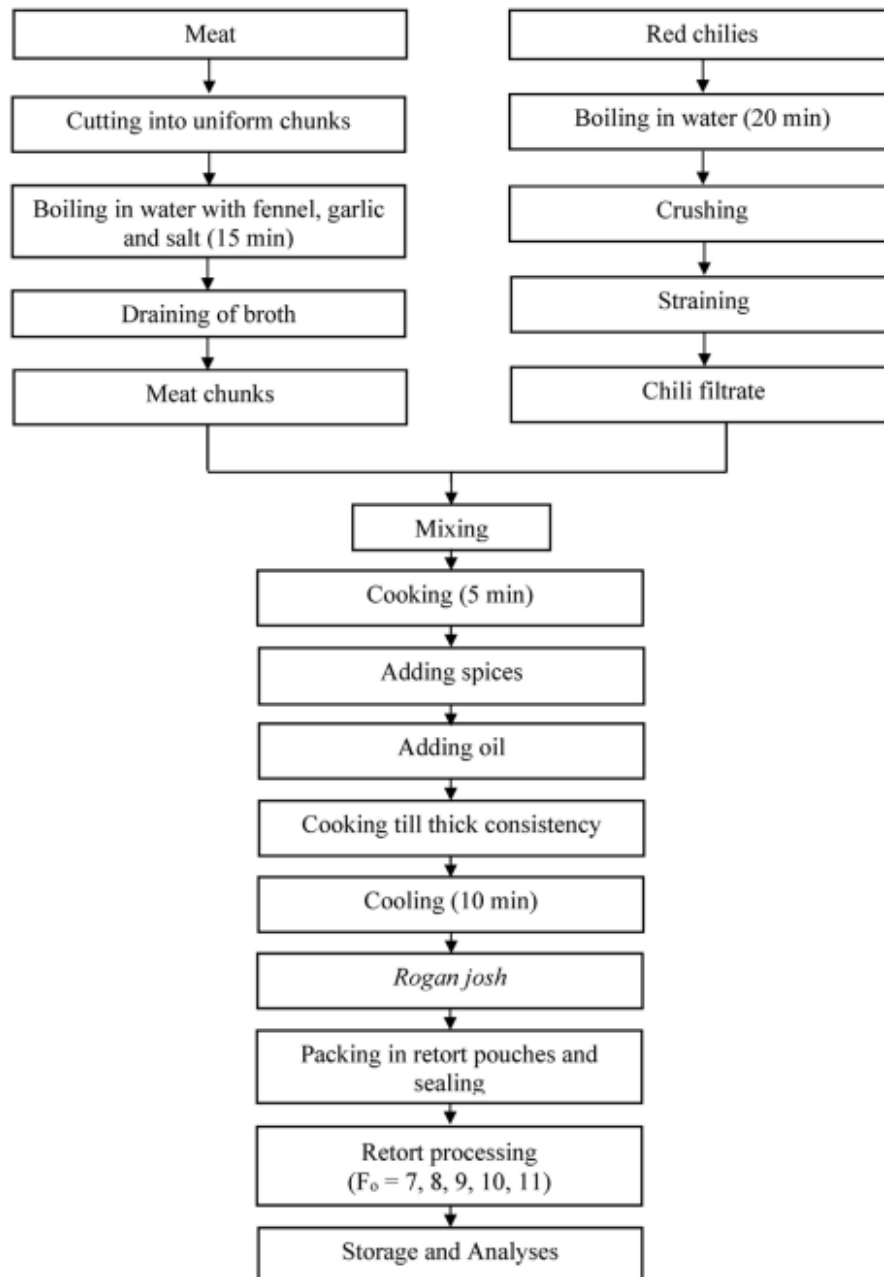 Meat
Cutting into uniform chunks
Boiling in water with fennel, garlic
and salt (15 min)
Draining of broth
Meat chunks
Red chilies
Boiling in water (20 min)
Crushing
Straining
Chili filtrate
Mixing
Cooking (5 min)
Adding spices
Adding oil
Cooking till thick consistency
Cooling (10 min)
Rogan josh
Packing in retort pouches and
sealing
Retort processing
(Fₒ = 7, 8, 9, 10, 11)
Storage and Analyses